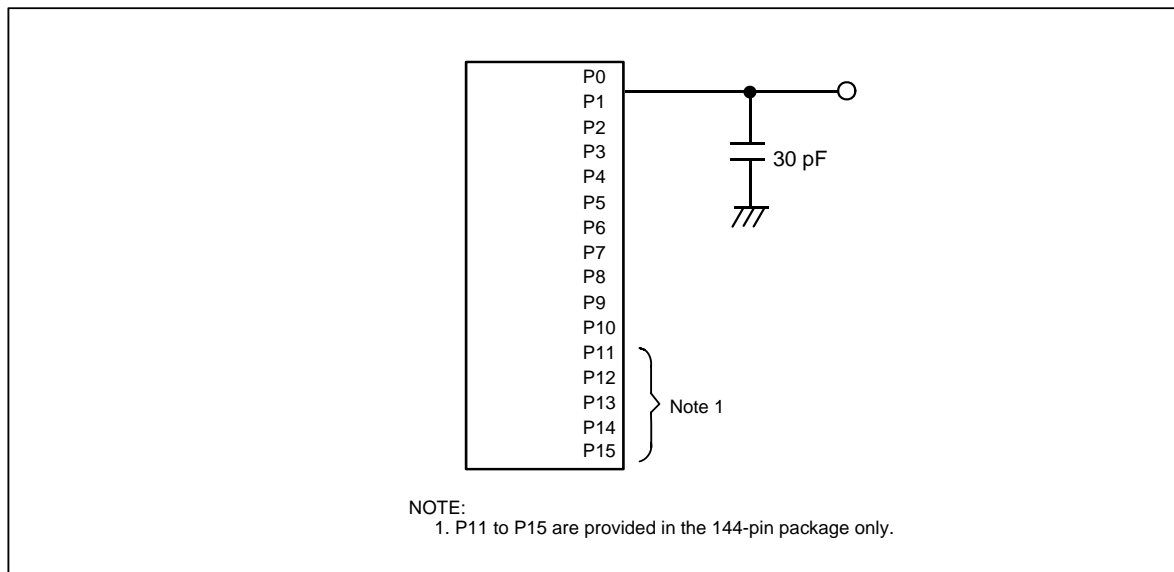 P0
P1
P2
P3
P4
P5
P6
P7
P8
P9
P10
P11
P12
P13
P14
P15
30 pF
Note 1
NOTE:
1. P11 to P15 are provided in the 144-pin package only.